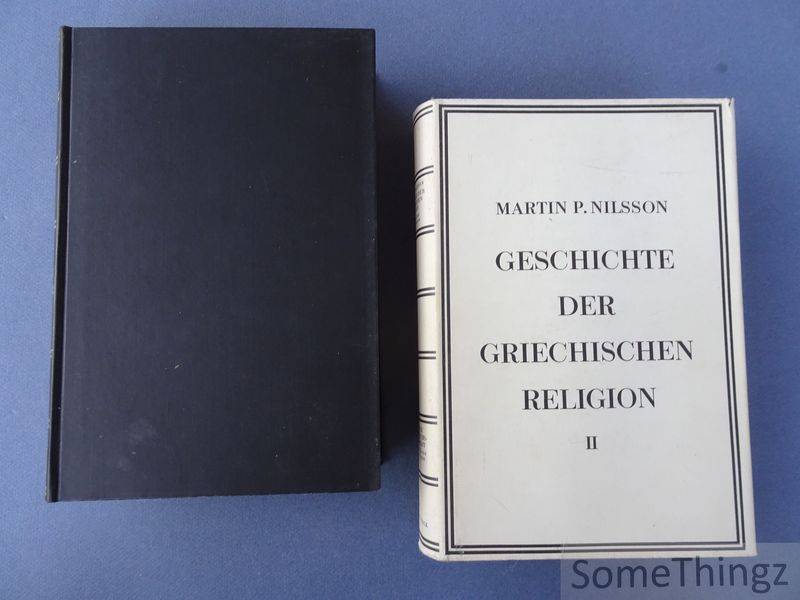 MARTIN P. NILSSON
GESCHICHTE
DER
GRIECHISCHEN
RELIGION
II
SomeThingz